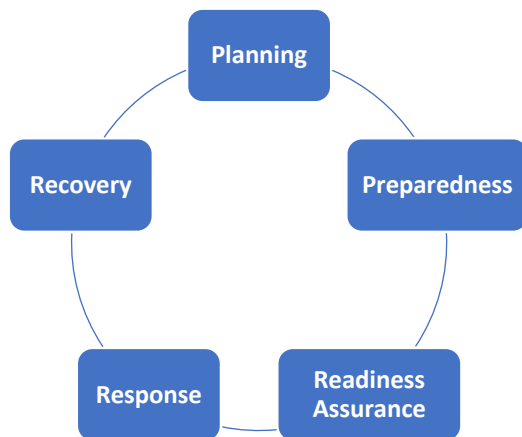 Planning
Preparedness
Readiness
Assurance
Response
Recovery